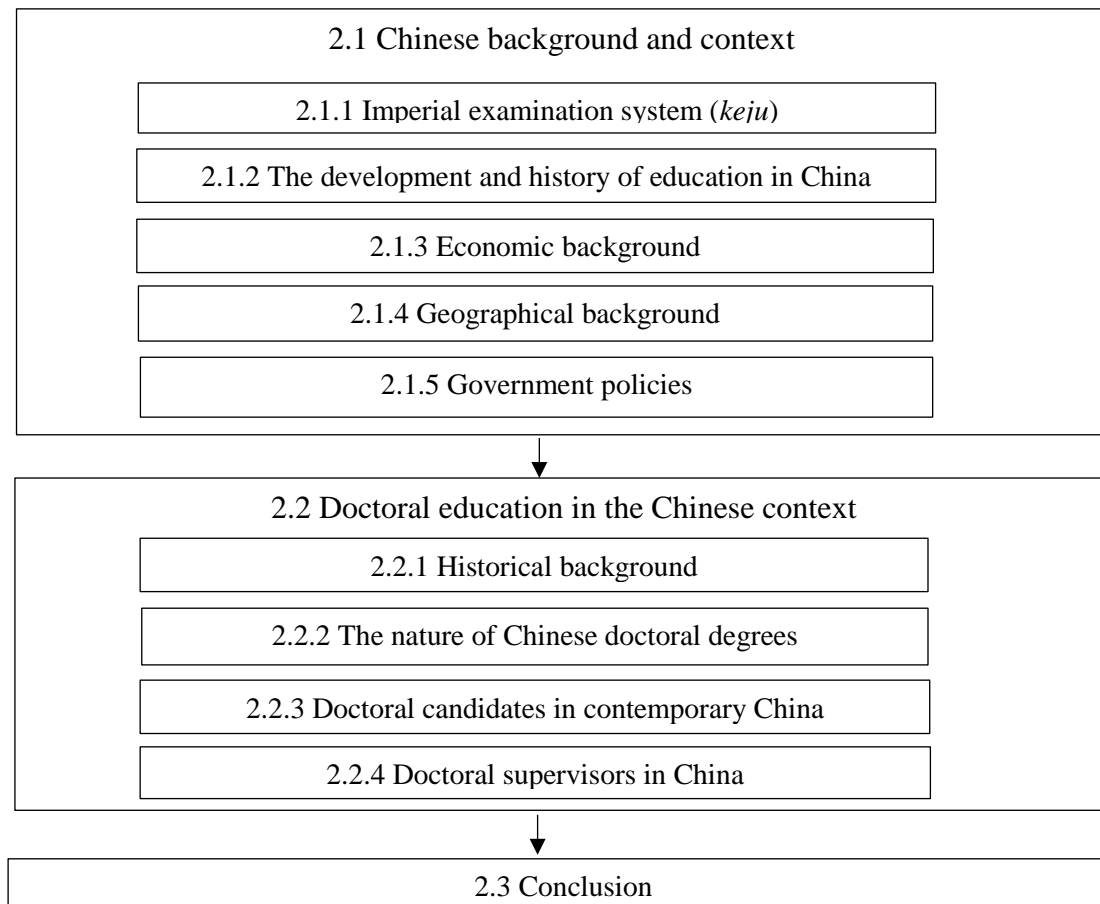 2.1 Chinese background and context
2.1.1 Imperial examination system (keju)
2.1.2 The development and history of education in China
2.1.3 Economic background
2.1.4 Geographical background
2.1.5 Government policies
2.2 Doctoral education in the Chinese context
2.2.1 Historical background
2.2.2 The nature of Chinese doctoral degrees
2.2.3 Doctoral candidates in contemporary China
2.2.4 Doctoral supervisors in China
2.3 Conclusion